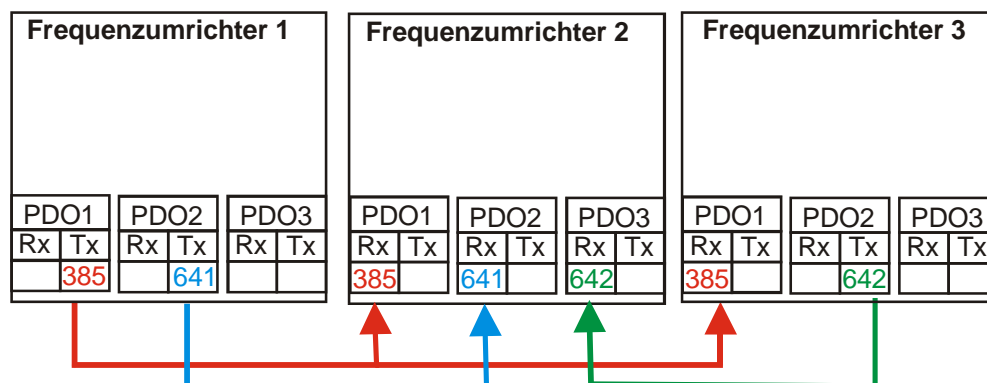 Frequenzumrichter 1
Frequenzumrichter 2
Frequenzumrichter 3
PDO1 PDO2 PDO3
Rx Tx Rx Tx Rx Tx
385 641
PDO1 PDO2 PDO3
Rx Tx Rx Tx Rx Tx
385 641 642
PDO1 PDO2 PDO3
Rx Tx Rx Tx Rx Tx
385 642